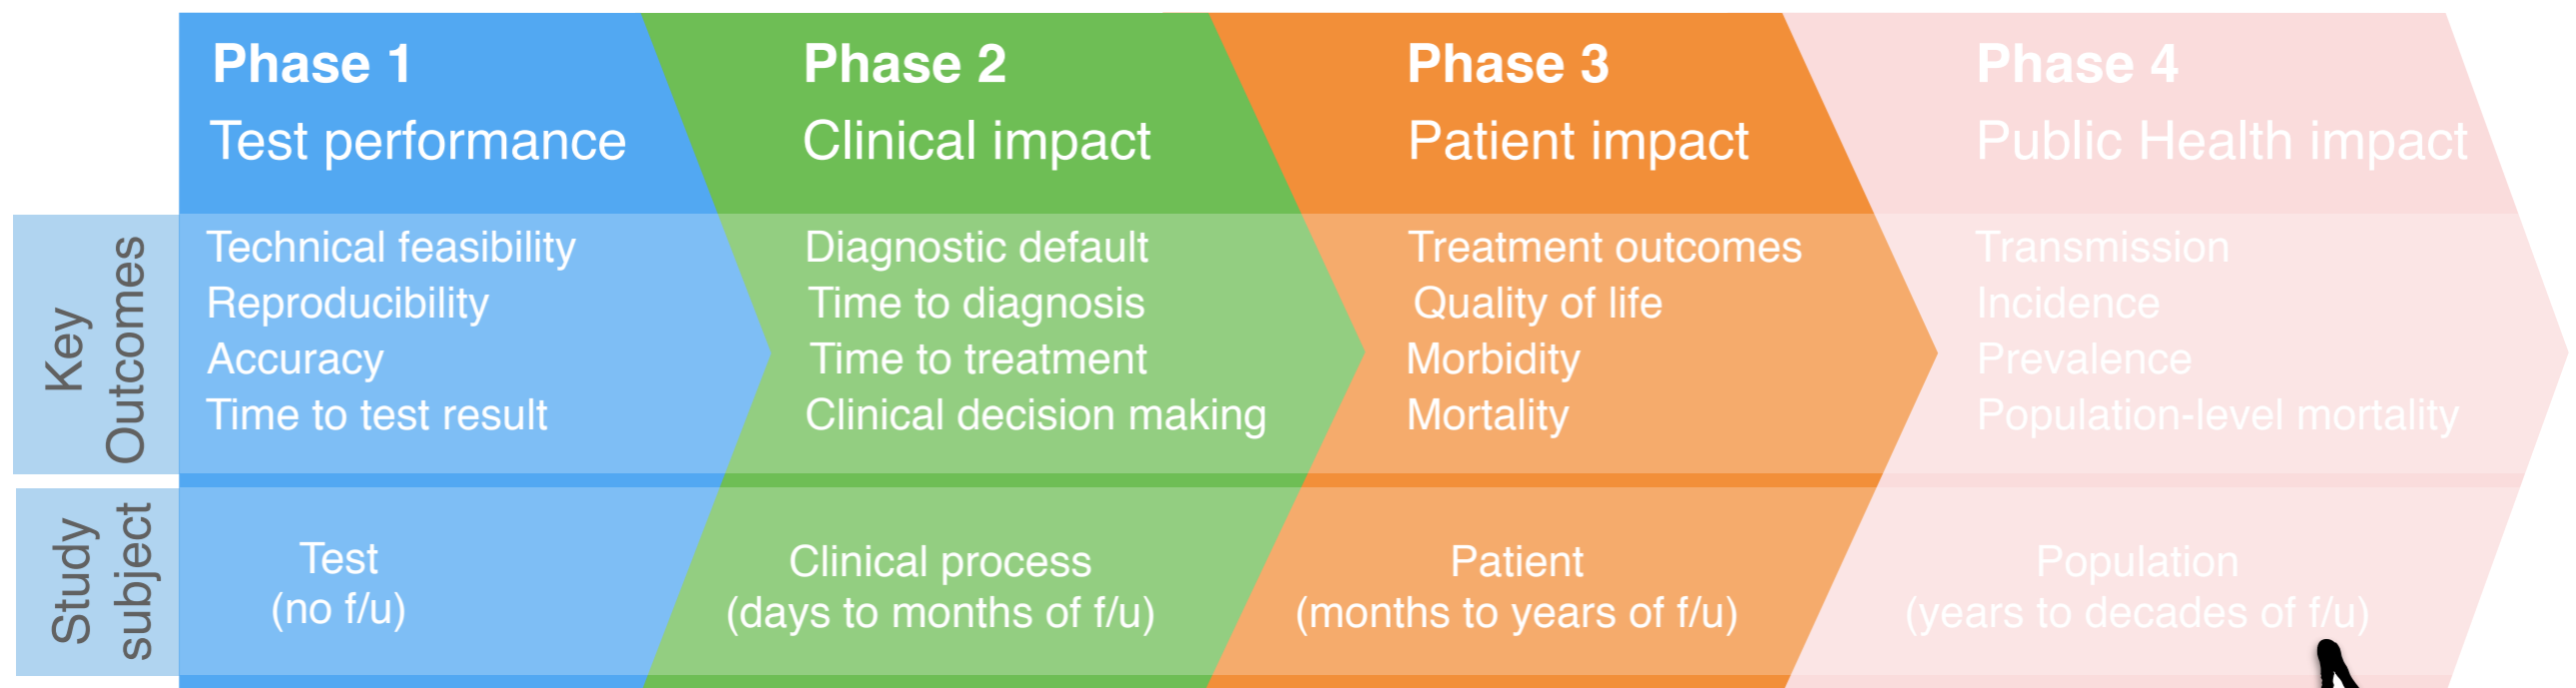 Phase 1
Test performance
Phase 2
Clinical impact
Phase 3
Patient impact
Phase 4
Public Health impact
Key
Outcomes
Technical feasibility
Reproducibility
Accuracy
Time to test result
Diagnostic default
Time to diagnosis
Time to treatment
Clinical decision making
Treatment outcomes
Quality of life
Morbidity
Mortality
Transmission
Incidence
Prevalence
Population-level mortality
Study
subject
Test
(no f/u)
Clinical process
(days to months of f/u)
Patient
(months to years of f/u)
Population
(years to decades of f/u)